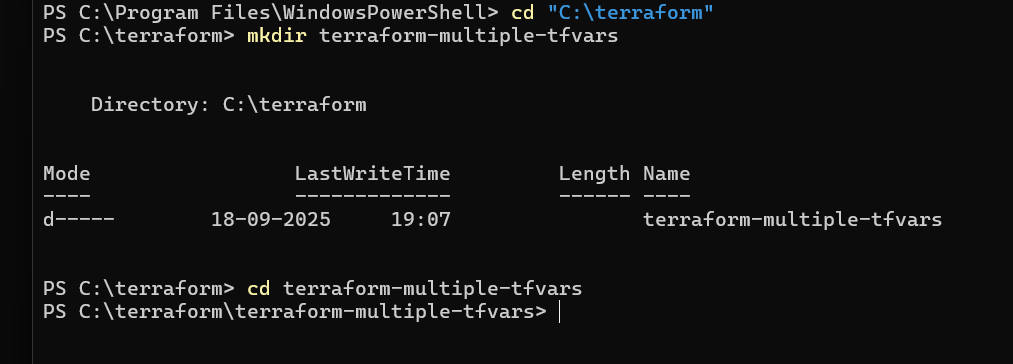 PS C:\Program Files\WindowsPowerShell> cd "C:\terraform"
PS C:\terraform> mkdir terraform-multiple-tfvars
Directory: C:\terraform
Mode LastWriteTime Length Name
---- ------------- ------ ----
d----- 18-09-2025 19:07 terraform-multiple-tfvars
PS C:\terraform> cd terraform-multiple-tfvars
PS C:\terraform\terraform-multiple-tfvars>